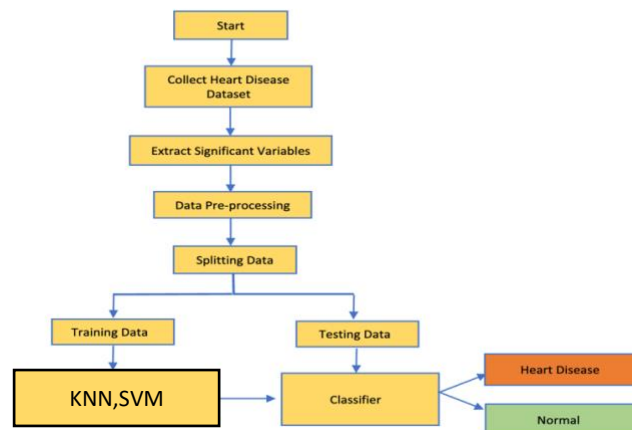 Start
Collect Heart Disease
Dataset
Extract Significant Variables
Data Pre-processing
Splitting Data
Training Data
Testing Data
KNN,SVM
Classifier
Heart Disease
Normal